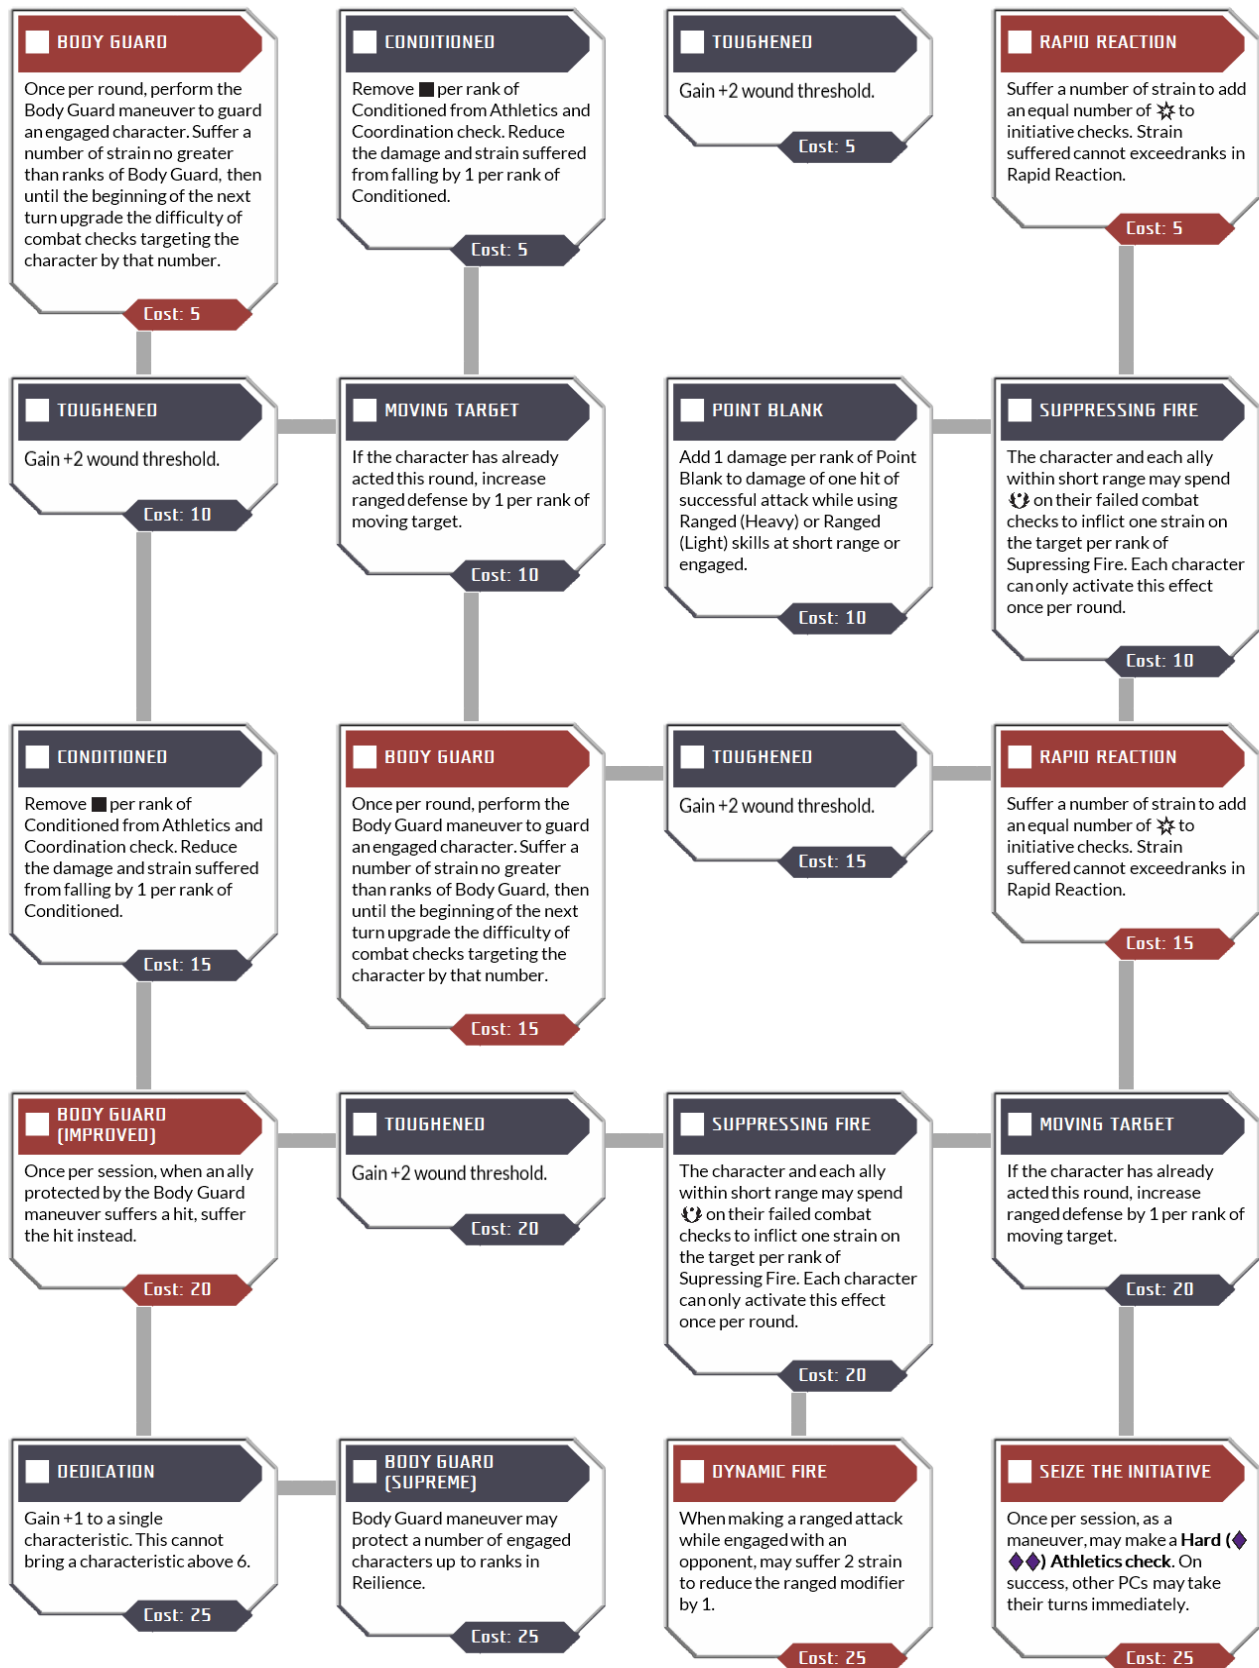 BODY GUARD
Once per round, perform the
Body Guard maneuver to guard
an engaged character. Suffer a
number of strain no greater
than ranks of Body Guard, then
until the beginning of the next
turn upgrade the difficulty of
combat checks targeting the
character by that number.
Cost: 5
CONDITIONED
Remove ■ per rank of
Conditioned from Athletics and
Coordination check. Reduce
the damage and strain suffered
from falling by 1 per rank of
Conditioned.
Cost: 5
TOUGHENED
Gain +2 wound threshold.
Cost: 5
RAPID REACTION
Suffer a number of strain to add
an equal number of to
initiative checks. Strain
suffered cannot exceedranks in
Rapid Reaction.
Cost: 5
TOUGHENED
Gain +2 wound threshold.
Cost: 10
MOVING TARGET
If the character has already
acted this round, increase
ranged defense by 1 per rank of
moving target.
Cost: 10
POINT BLANK
Add 1 damage per rank of Point
Blank to damage of one hit of
successful attack while using
Ranged (Heavy) or Ranged
(Light) skills at short range or
engaged.
Cost: 10
SUPPRESSING FIRE
The character and each ally
within short range may spend
on their failed combat
checks to inflict one strain on
the target per rank of
Supressing Fire. Each character
can only activate this effect
once per round.
Cost: 10
CONDITIONED
Remove ■ per rank of
Conditioned from Athletics and
Coordination check. Reduce
the damage and strain suffered
from falling by 1 per rank of
Conditioned.
Cost: 15
BODY GUARD
Once per round, perform the
Body Guard maneuver to guard
an engaged character. Suffer a
number of strain no greater
than ranks of Body Guard, then
until the beginning of the next
turn upgrade the difficulty of
combat checks targeting the
character by that number.
Cost: 15
TOUGHENED
Gain +2 wound threshold.
Cost: 15
RAPID REACTION
Suffer a number of strain to add
an equal number of to
initiative checks. Strain
suffered cannot exceedranks in
Rapid Reaction.
Cost: 15
BODY GUARD
(IMPROVED)
Once per session, when an ally
protected by the Body Guard
maneuver suffers a hit, suffer
the hit instead.
Cost: 20
TOUGHENED
Gain +2 wound threshold.
Cost: 20
SUPPRESSING FIRE
The character and each ally
within short range may spend
on their failed combat
checks to inflict one strain on
the target per rank of
Supressing Fire. Each character
can only activate this effect
once per round.
Cost: 20
MOVING TARGET
If the character has already
acted this round, increase
ranged defense by 1 per rank of
moving target.
Cost: 20
DEDICATION
Gain +1 to a single
characteristic. This cannot
bring a characteristic above 6.
Cost: 25
BODY GUARD
(SUPREME)
Body Guard maneuver may
protect a number of engaged
characters up to ranks in
Reilience.
Cost: 25
DYNAMIC FIRE
When making a ranged attack
while engaged with an
opponent, may suffer 2 strain
to reduce the ranged modifier
by 1.
Cost: 25
SEIZE THE INITIATIVE
Once per session, as a
maneuver, may make a Hard (◆
◆◆) Athletics check. On
success, other PCs may take
their turns immediately.
Cost: 25